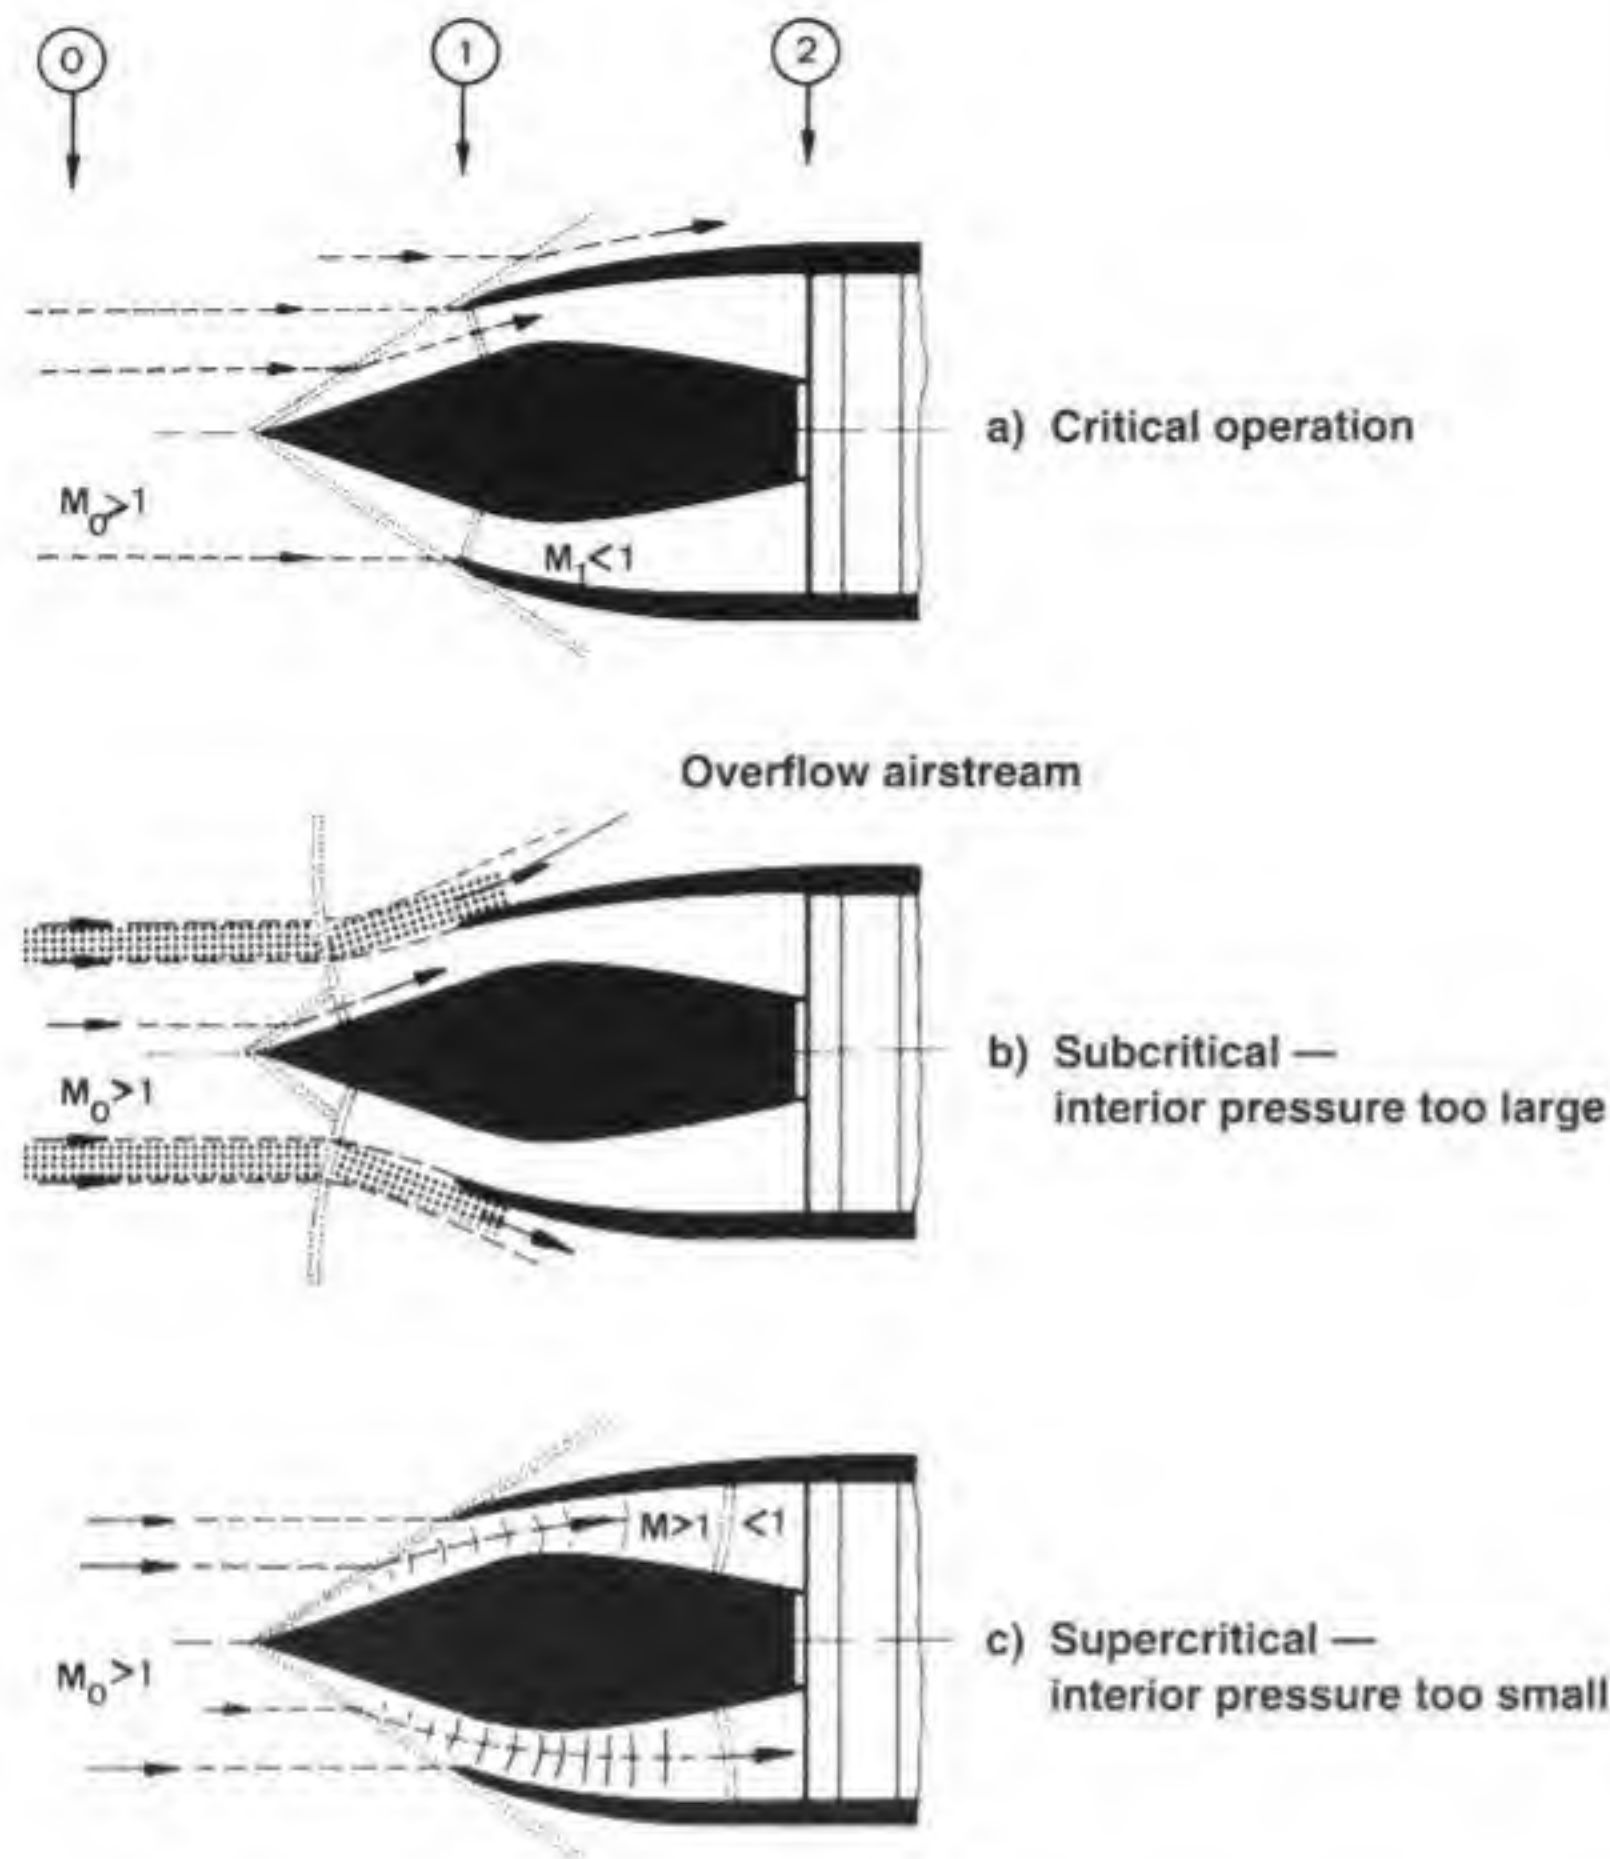 0 1 2
M₀>1
M₁<1
a) Critical operation
Overflow airstream
M₀>1
b) Subcritical —
interior pressure too large
M>1 <1
M₀>1
c) Supercritical —
interior pressure too small